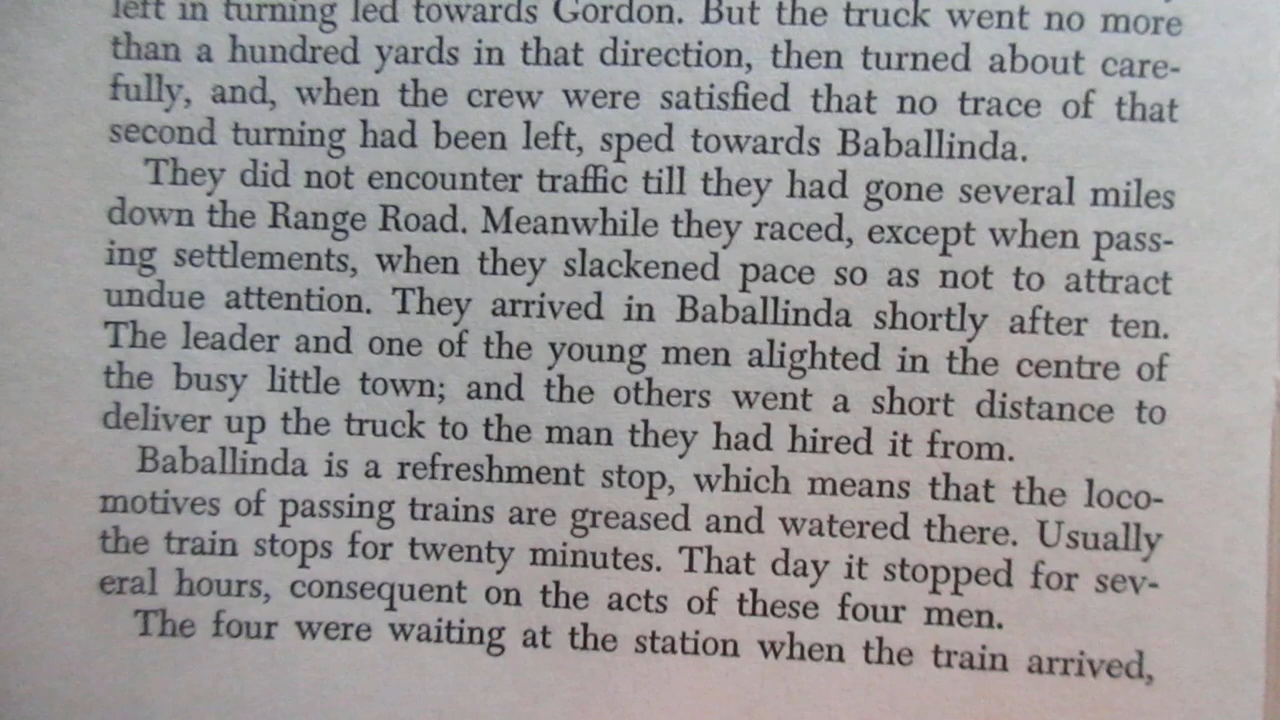 left in turning led towards Gordon. But the truck went no more
than a hundred yards in that direction, then turned about care-
fully, and, when the crew were satisfied that no trace of that
second turning had been left, sped towards Baballinda.
They did not encounter traffic till they had gone several miles
down the Range Road. Meanwhile they raced, except when pass-
ing settlements, when they slackened pace so as not to attract
undue attention. They arrived in Baballinda shortly after ten.
The leader and one of the young men alighted in the centre of
the busy little town; and the others went a short distance to
deliver up the truck to the man they had hired it from.
Baballinda is a refreshment stop, which means that the loco-
motives of passing trains are greased and watered there. Usually
the train stops for twenty minutes. That day it stopped for sev-
eral hours, consequent on the acts of these four men.
The four were waiting at the station when the train arrived,